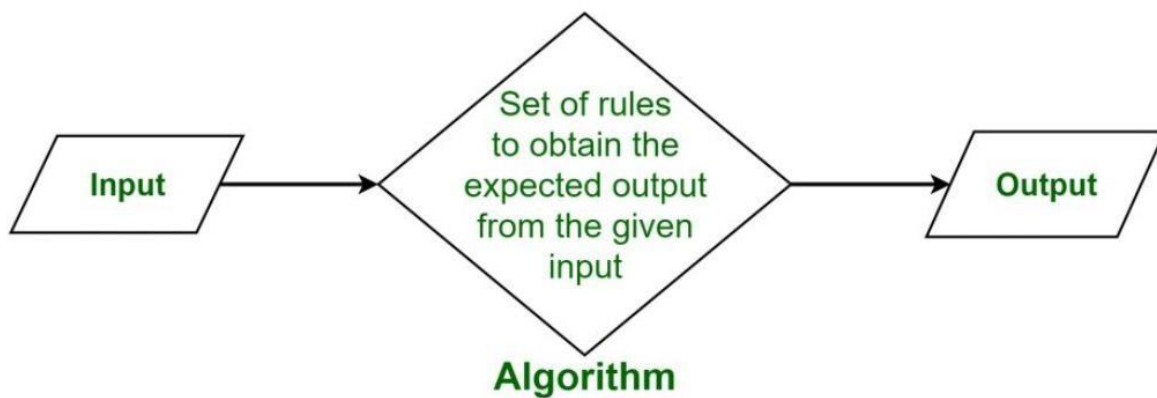 Input
Set of rules
to obtain the
expected output
from the given
input
Output
Algorithm